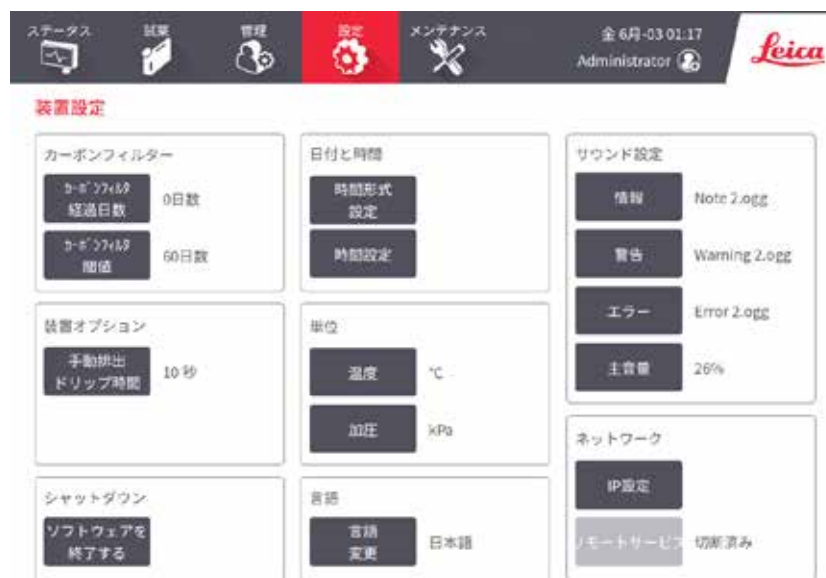 ステータス
試薬
管理
設定
メンテナンス
金 6月-03 01:17
Administrator
Leica
装置設定
カーボンフィルター
ｶｰﾎﾞﾝﾌｨﾙﾀ
経過日数
0日数
ｶｰﾎﾞﾝﾌｨﾙﾀ
閾値
60日数
装置オプション
手動排出
ドリップ時間
10 秒
シャットダウン
ソフトウェアを
終了する
日付と時間
時間形式
設定
時間設定
単位
温度
℃
加圧
kPa
言語
言語
変更
日本語
サウンド設定
情報
Note 2.ogg
警告
Warning 2.ogg
エラー
Error 2.ogg
主音量
26%
ネットワーク
IP設定
リモートサービス
切断済み